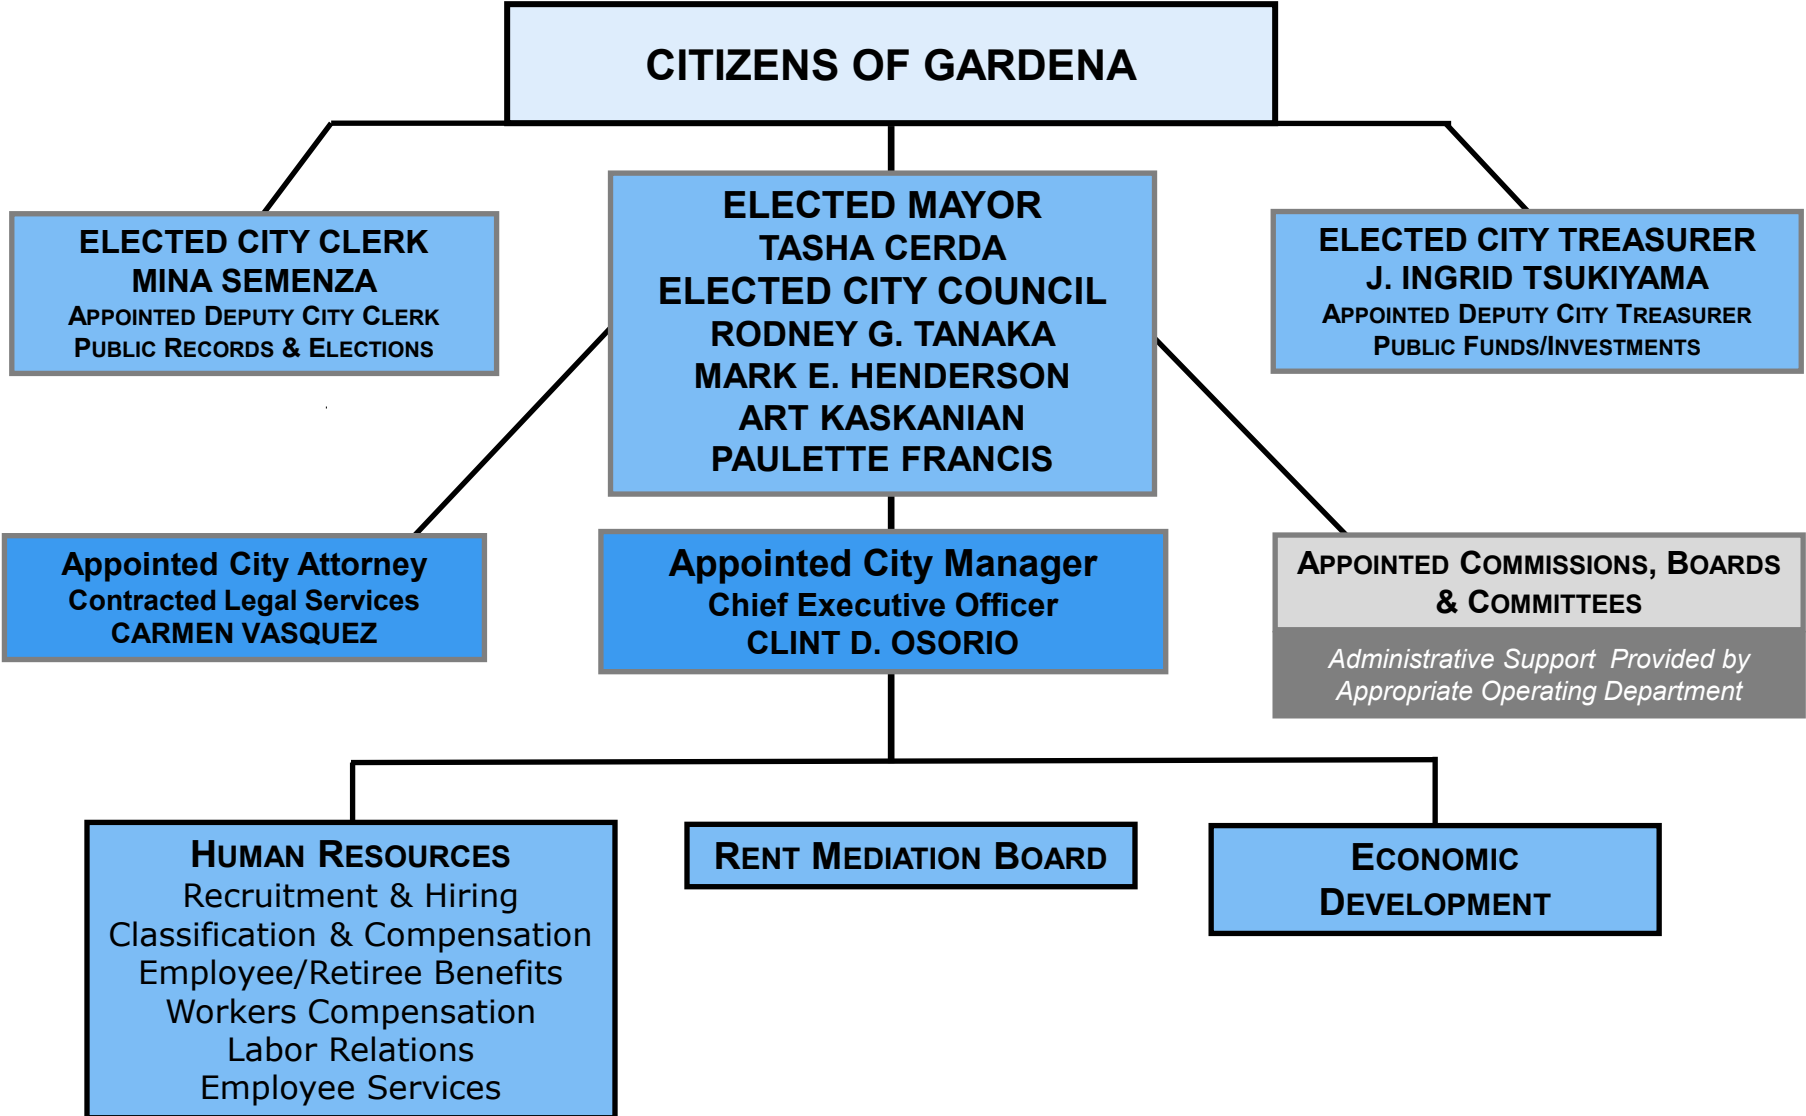 CITIZENS OF GARDENA
ELECTED CITY CLERK
MINA SEMENZA
APPOINTED DEPUTY CITY CLERK
PUBLIC RECORDS & ELECTIONS
ELECTED MAYOR
TASHA CERDA
ELECTED CITY COUNCIL
RODNEY G. TANAKA
MARK E. HENDERSON
ART KASKANIAN
PAULETTE FRANCIS
ELECTED CITY TREASURER
J. INGRID TSUKIYAMA
APPOINTED DEPUTY CITY TREASURER
PUBLIC FUNDS/INVESTMENTS
Appointed City Attorney
Contracted Legal Services
CARMEN VASQUEZ
Appointed City Manager
Chief Executive Officer
CLINT D. OSORIO
APPOINTED COMMISSIONS, BOARDS
& COMMITTEES
Administrative Support Provided by
Appropriate Operating Department
HUMAN RESOURCES
Recruitment & Hiring
Classification & Compensation
Employee/Retiree Benefits
Workers Compensation
Labor Relations
Employee Services
RENT MEDIATION BOARD
ECONOMIC
DEVELOPMENT